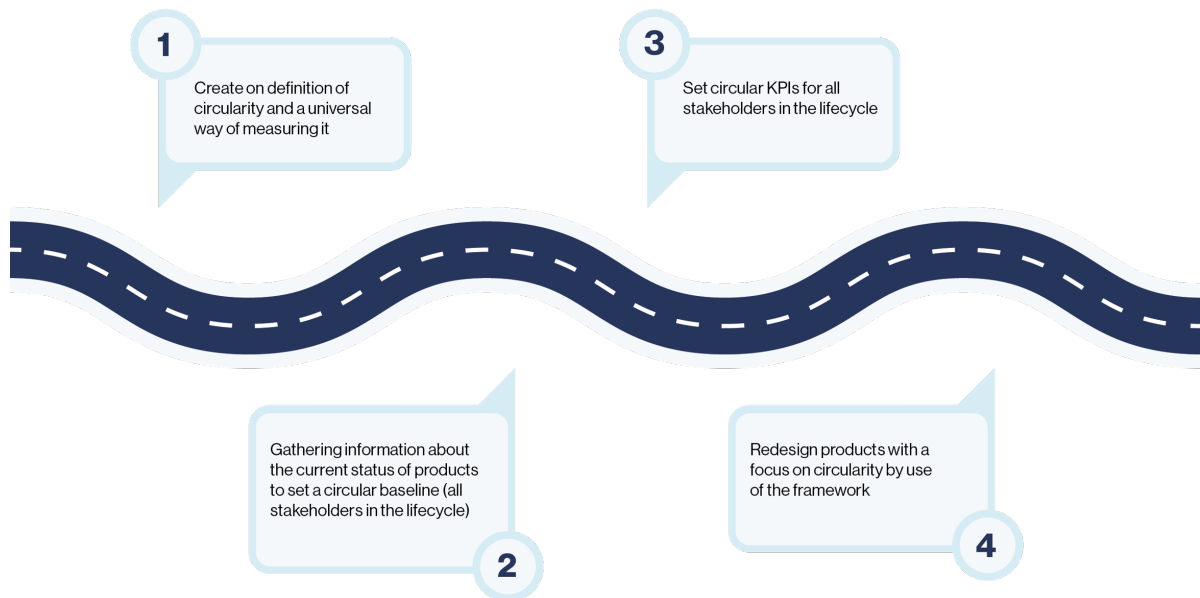 1
Create on definition of
circularity and a universal
way of measuring it
2
Gathering information about
the current status of products
to set a circular baseline (all
stakeholders in the lifecycle)
3
Set circular KPIs for all
stakeholders in the lifecycle
4
Redesign products with a
focus on circularity by use
of the framework